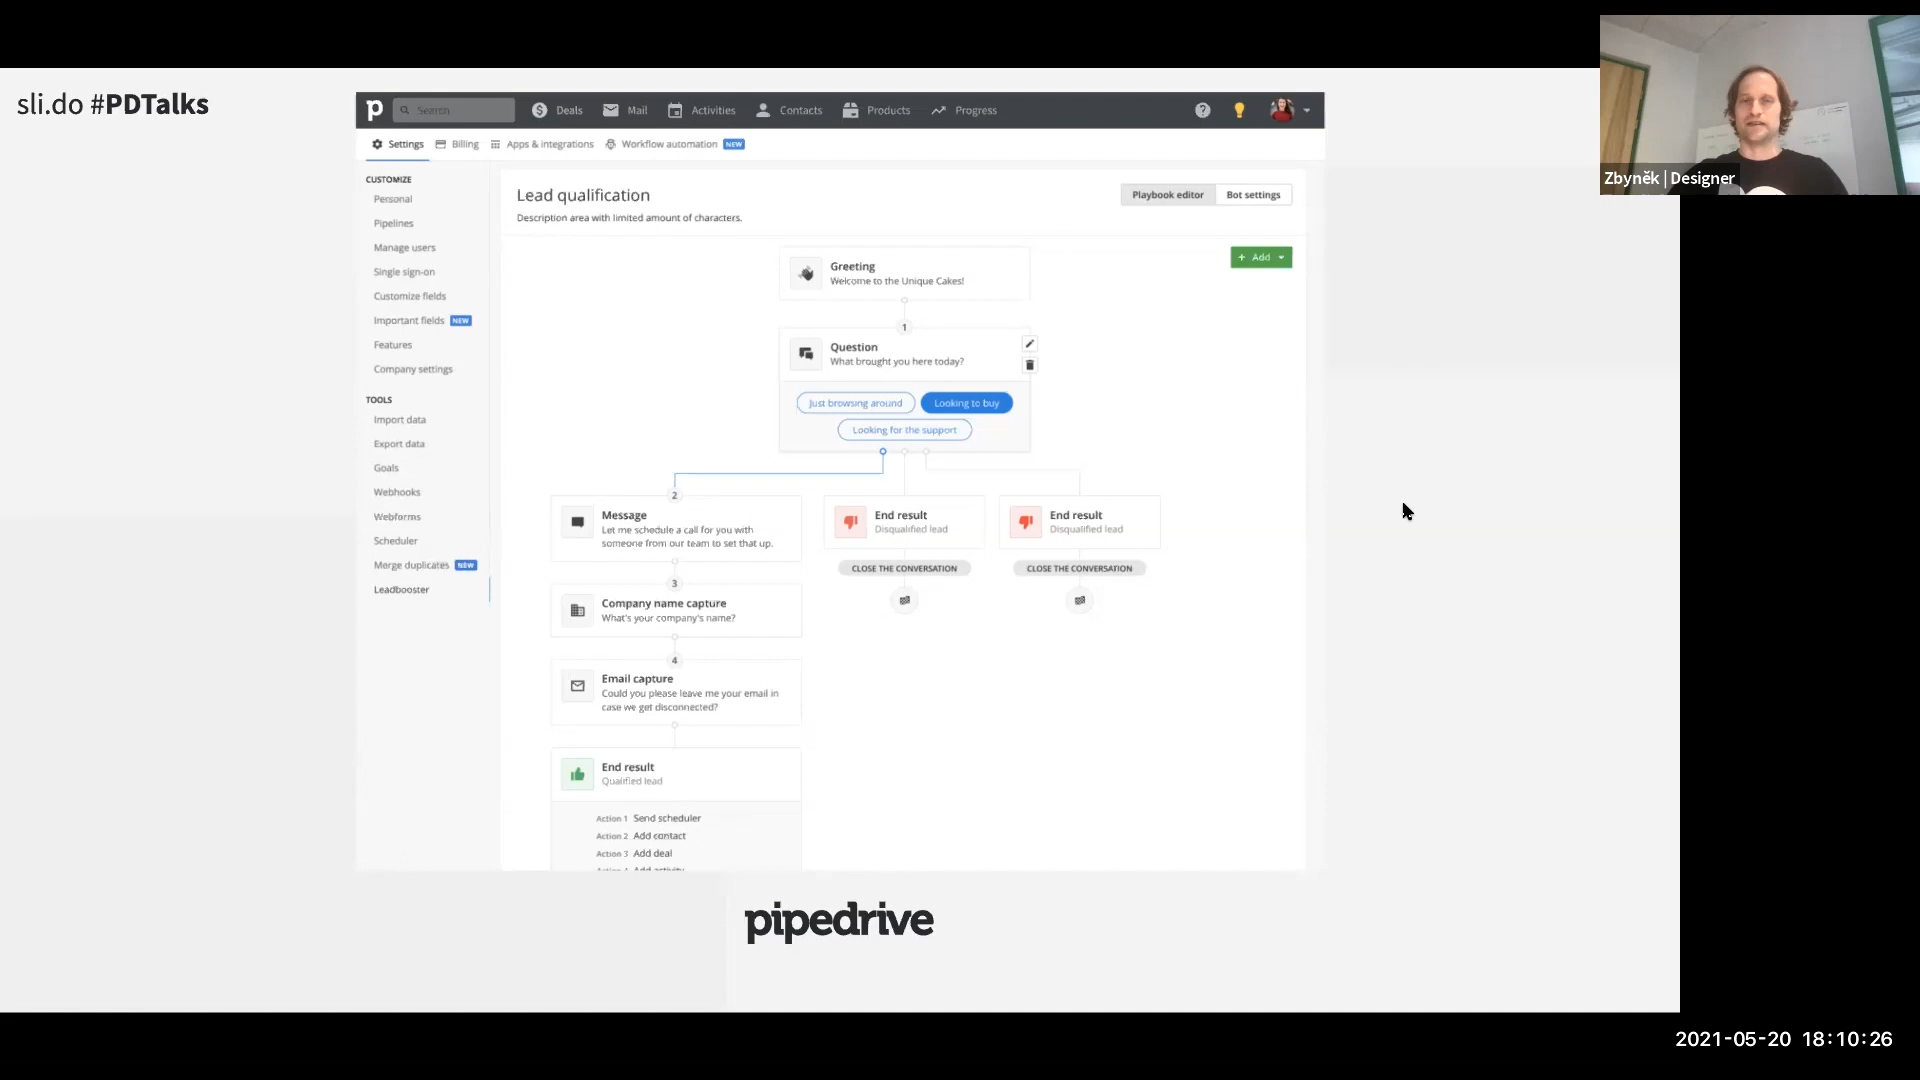 sli.do #PDTalks
p
Search
Deals
Mail
Activities
Contacts
Products
Progress
Settings
Billing
Apps & integrations
Workflow automation NEW
CUSTOMIZE
Personal
Pipelines
Manage users
Single sign-on
Customize fields
Important fields NEW
Features
Company settings
TOOLS
Import data
Export data
Goals
Webhooks
Webforms
Scheduler
Merge duplicates NEW
Leadbooster
Lead qualification
Description area with limited amount of characters.
Playbook editor
Bot settings
+ Add
Greeting
Welcome to the Unique Cakes!
1
Question
What brought you here today?
Just browsing around
Looking to buy
Looking for the support
2
Message
Let me schedule a call for you with
someone from our team to set that up.
3
Company name capture
What's your company's name?
4
Email capture
Could you please leave me your email in
case we get disconnected?
End result
Qualified lead
Action 1 Send scheduler
Action 2 Add contact
Action 3 Add deal
Action 4 Add activity
End result
Disqualified lead
CLOSE THE CONVERSATION
End result
Disqualified lead
CLOSE THE CONVERSATION
pipedrive
Zbyněk | Designer
2021-05-20 18:10:26